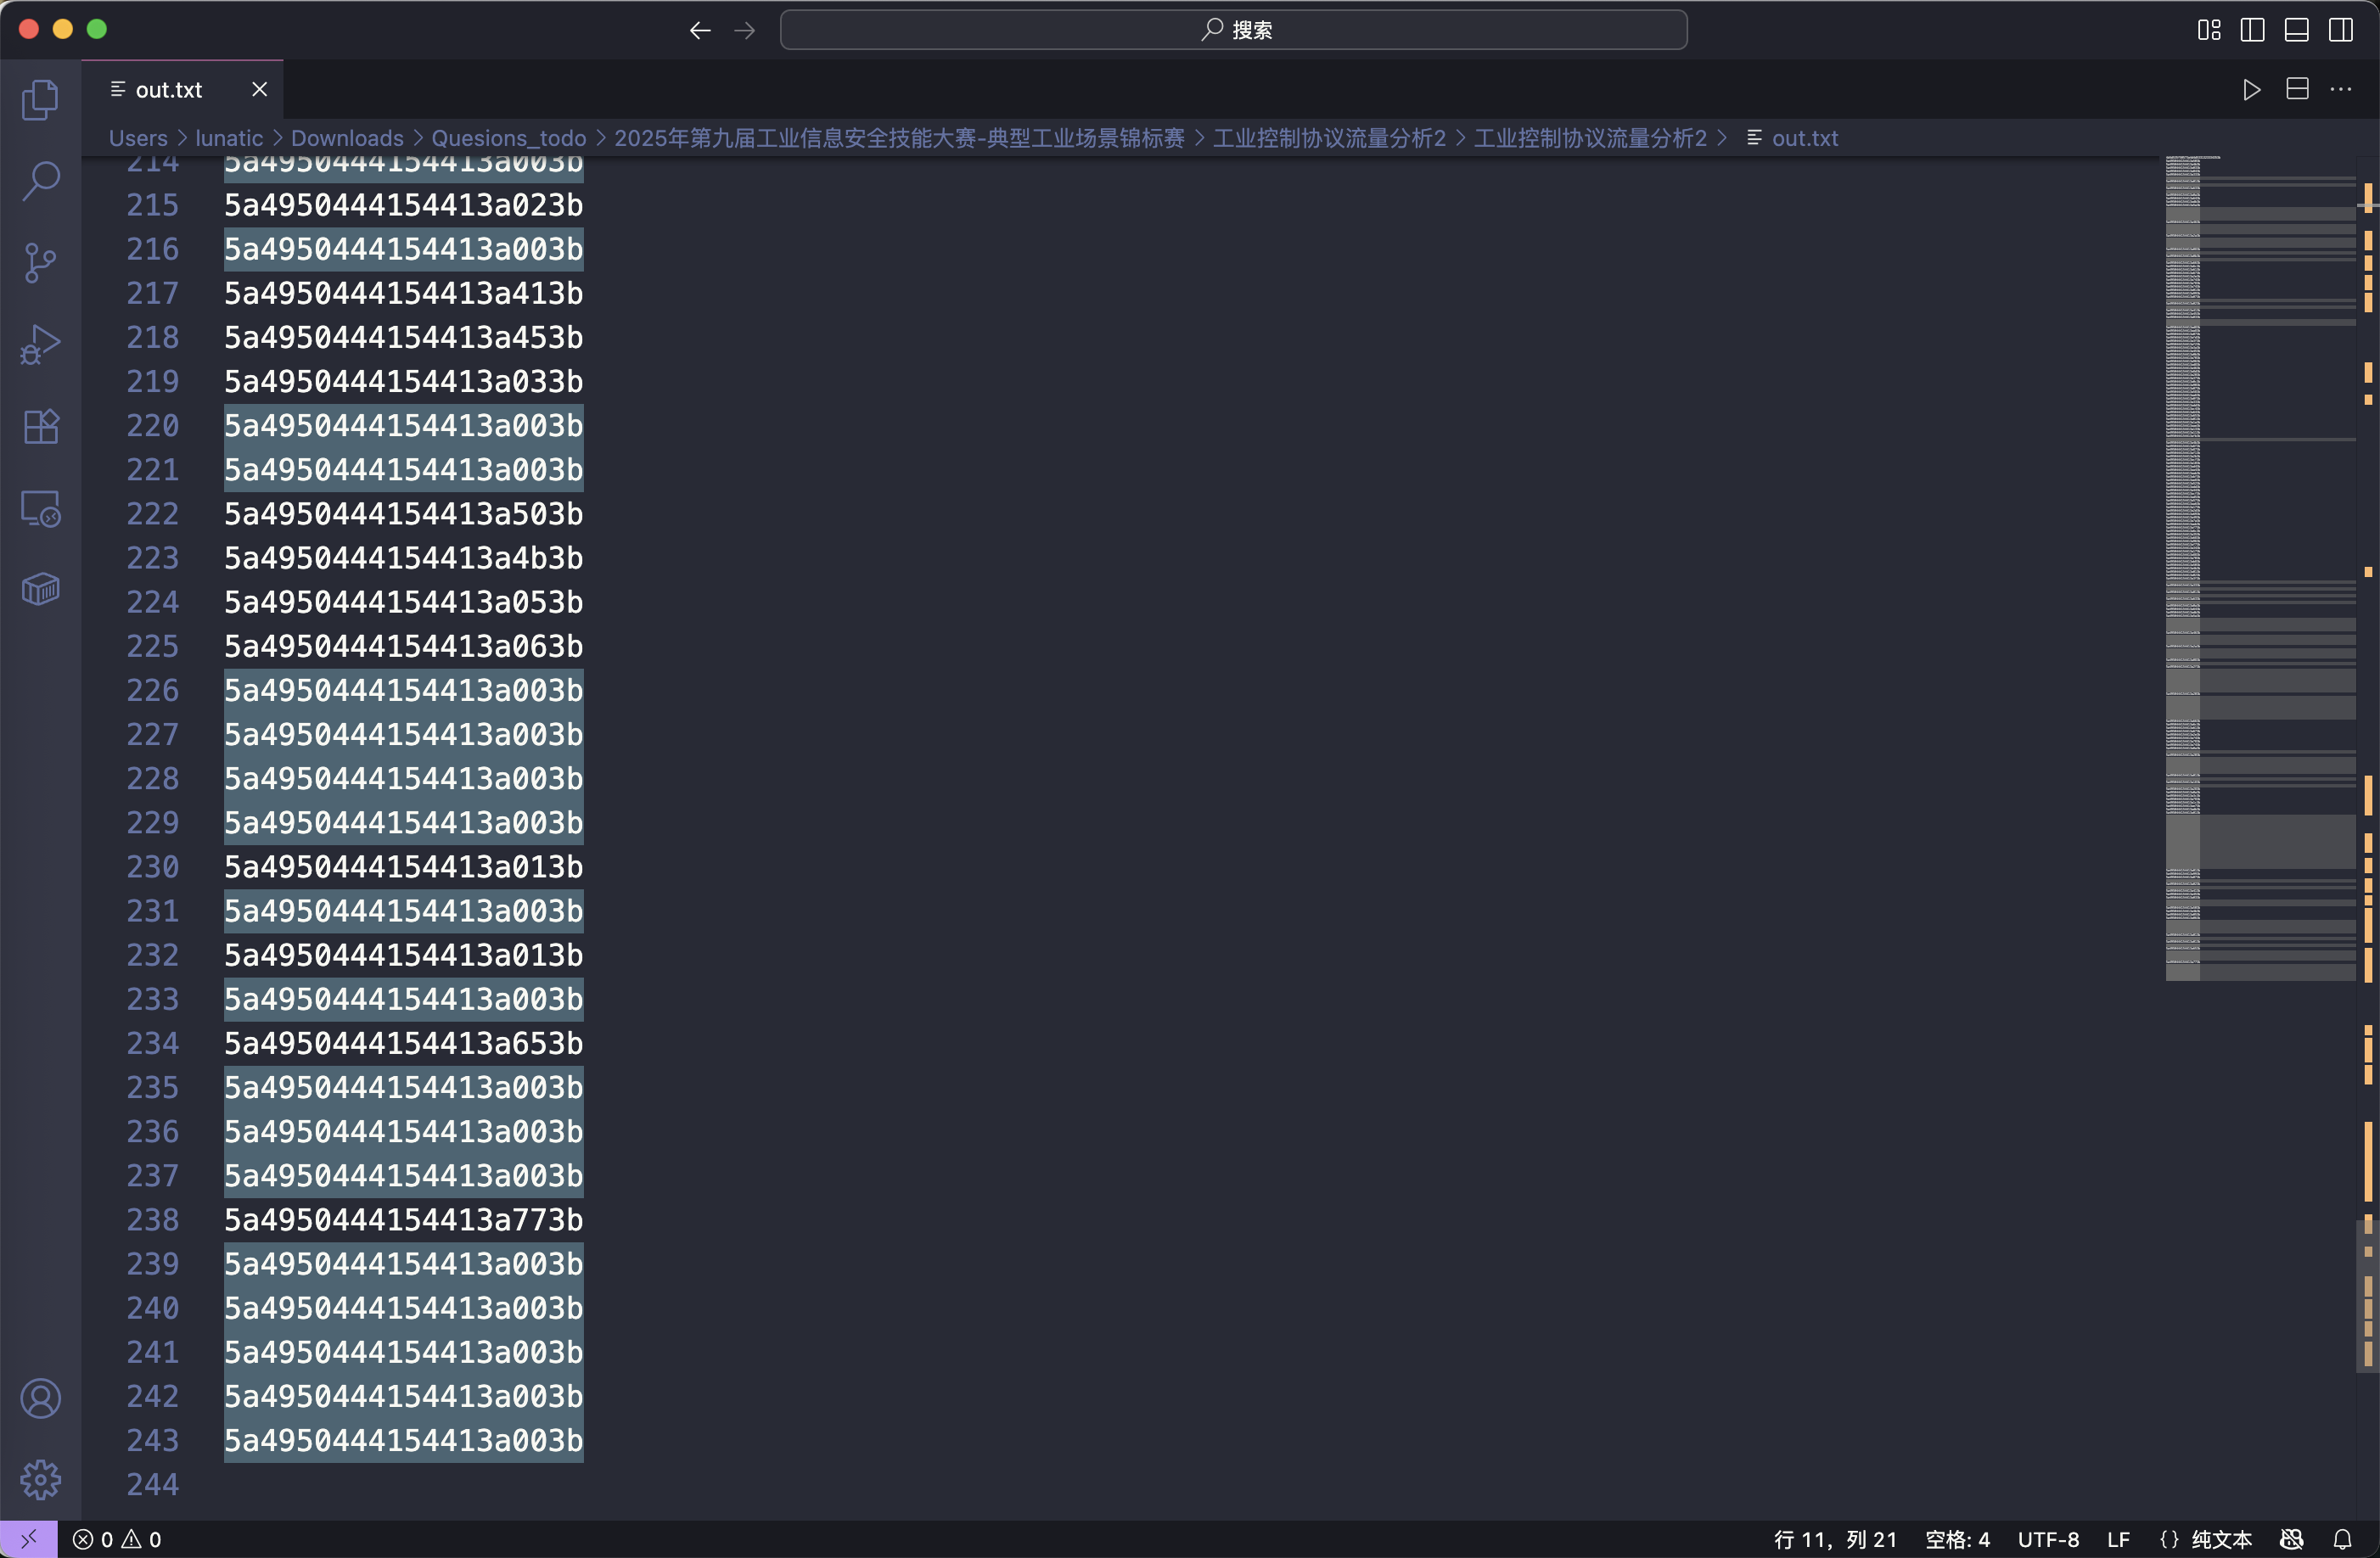 搜索
out.txt
Users > lunatic > Downloads > Quesions_todo > 2025年第九届工业信息安全技能大赛-典型工业场景锦标赛 > 工业控制协议流量分析2 > 工业控制协议流量分析2 > out.txt
214 5a4950444154413a003b
215 5a4950444154413a023b
216 5a4950444154413a003b
217 5a4950444154413a413b
218 5a4950444154413a453b
219 5a4950444154413a033b
220 5a4950444154413a003b
221 5a4950444154413a003b
222 5a4950444154413a503b
223 5a4950444154413a4b3b
224 5a4950444154413a053b
225 5a4950444154413a063b
226 5a4950444154413a003b
227 5a4950444154413a003b
228 5a4950444154413a003b
229 5a4950444154413a003b
230 5a4950444154413a013b
231 5a4950444154413a003b
232 5a4950444154413a013b
233 5a4950444154413a003b
234 5a4950444154413a653b
235 5a4950444154413a003b
236 5a4950444154413a003b
237 5a4950444154413a003b
238 5a4950444154413a773b
239 5a4950444154413a003b
240 5a4950444154413a003b
241 5a4950444154413a003b
242 5a4950444154413a003b
243 5a4950444154413a003b
244
0 0 行 11，列 21 空格: 4 UTF-8 LF {} 纯文本